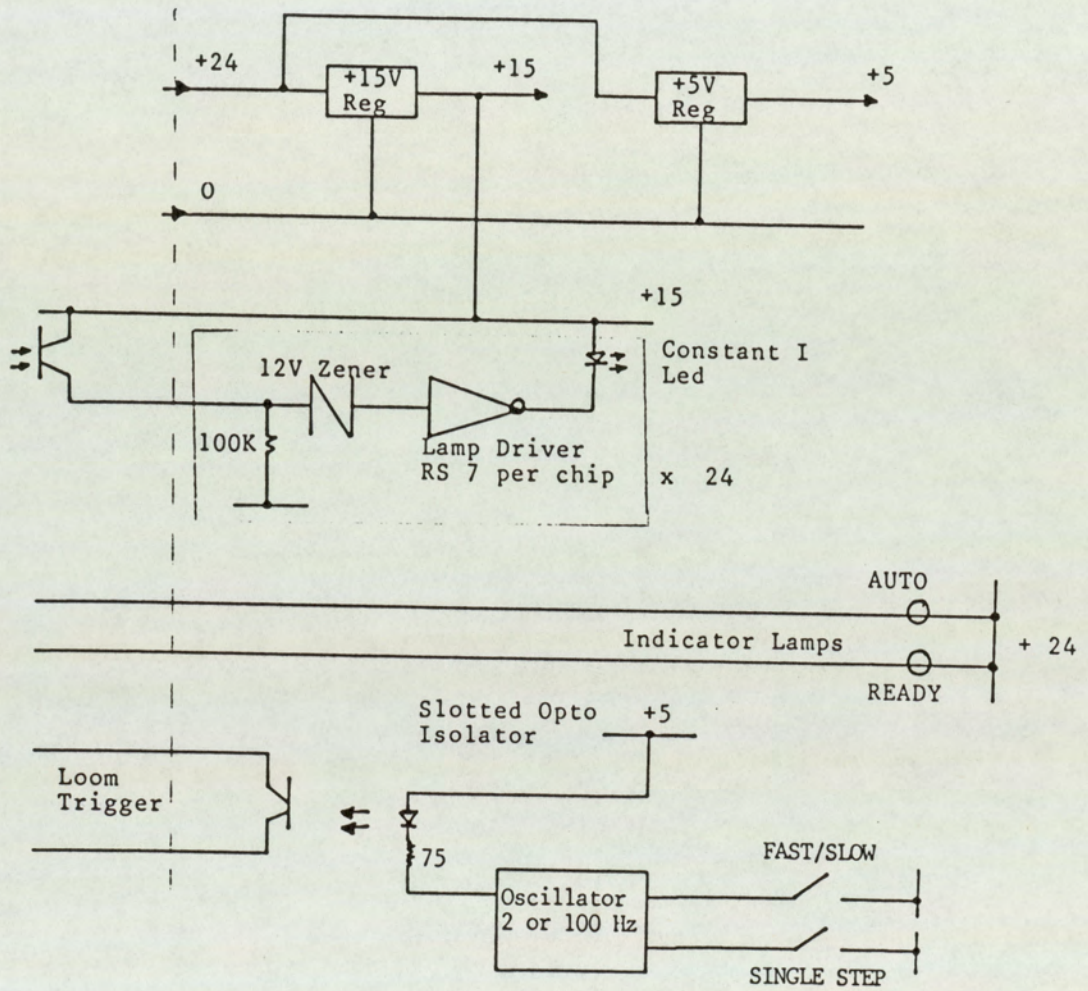 +24
+15V
Reg
+15
+5V
Reg
+5
0
+15
12V Zener
Constant I
Led
100K
Lamp Driver
RS 7 per chip
x 24
AUTO
Indicator Lamps
+ 24
READY
Slotted Opto
Isolator
+5
Loom
Trigger
75
FAST/SLOW
Oscillator
2 or 100 Hz
SINGLE STEP